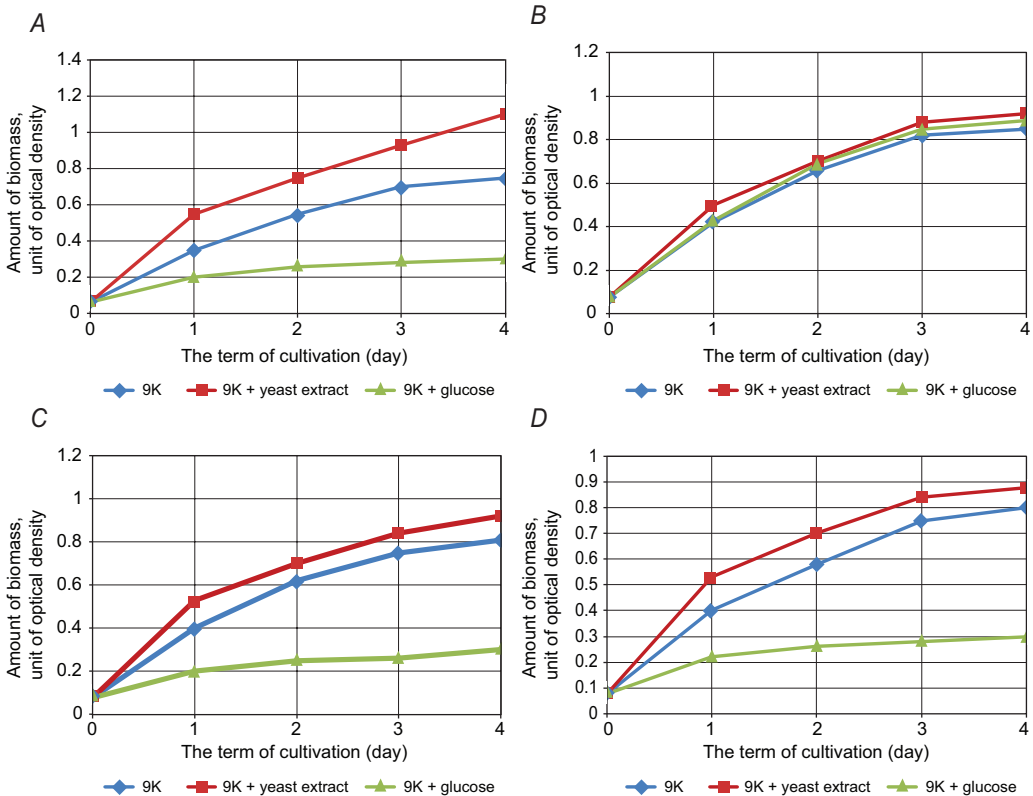 A
Amount of biomass,
unit of optical density
1.4
1.2
1
0.8
0.6
0.4
0.2
0
0 1 2 3 4
The term of cultivation (day)
9K 9K + yeast extract 9K + glucose
B
Amount of biomass,
unit of optical density
1.2
1
0.8
0.6
0.4
0.2
0
0 1 2 3 4
The term of cultivation (day)
9K 9K + yeast extract 9K + glucose
C
Amount of biomass,
unit of optical density
1.2
1
0.8
0.6
0.4
0.2
0
0 1 2 3 4
The term of cultivation (day)
9K 9K + yeast extract 9K + glucose
D
Amount of biomass,
unit of optical density
1
0.9
0.8
0.7
0.6
0.5
0.4
0.3
0.2
0.1
0
0 1 2 3 4
The term of cultivation (day)
9K 9K + yeast extract 9K + glucose